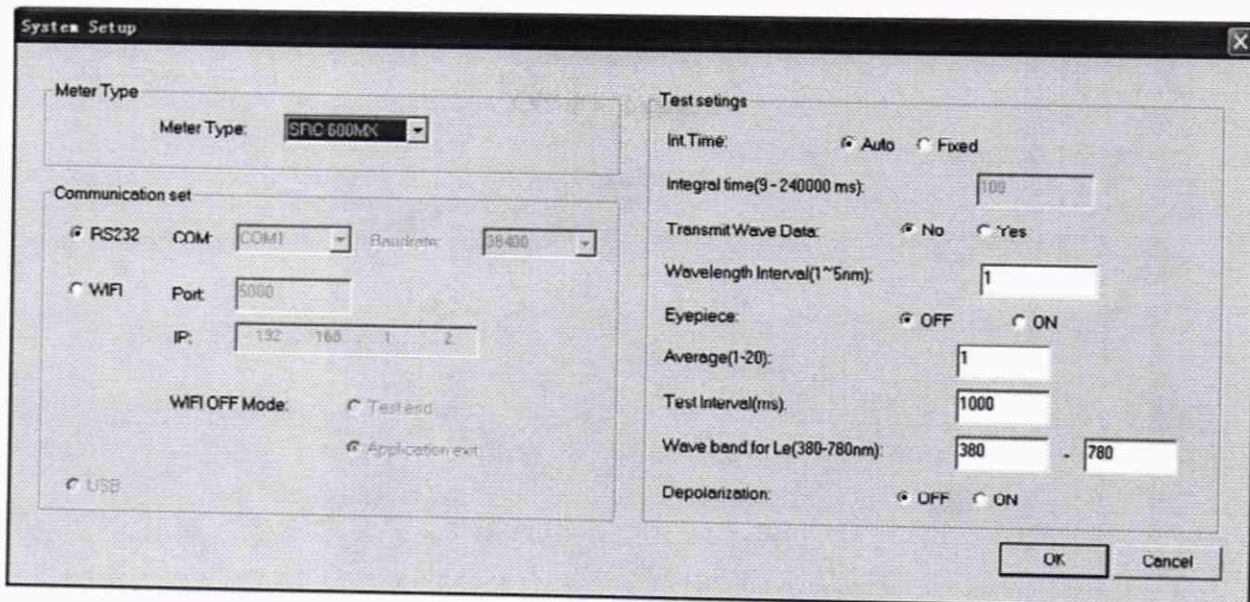 System Setup
Meter Type
Meter Type: SRC 600MX
Communication set
RS232 COM: COM1 Baudrate: 38400
WIFI Port: 5000
IP: 192 . 168 . 1 . 2
WIFI OFF Mode: Test end
Application exit
USB
Test setings
Int.Time: Auto Fixed
Integral time(9 - 240000 ms): 100
Transmit Wave Data: No Yes
Wavelength Interval(1~5nm): 1
Eyepiece: OFF ON
Average(1-20): 1
Test Interval(ms). 1000
Wave band for Le(380-780nm): 380 - 780
Depolarization: OFF ON
OK Cancel